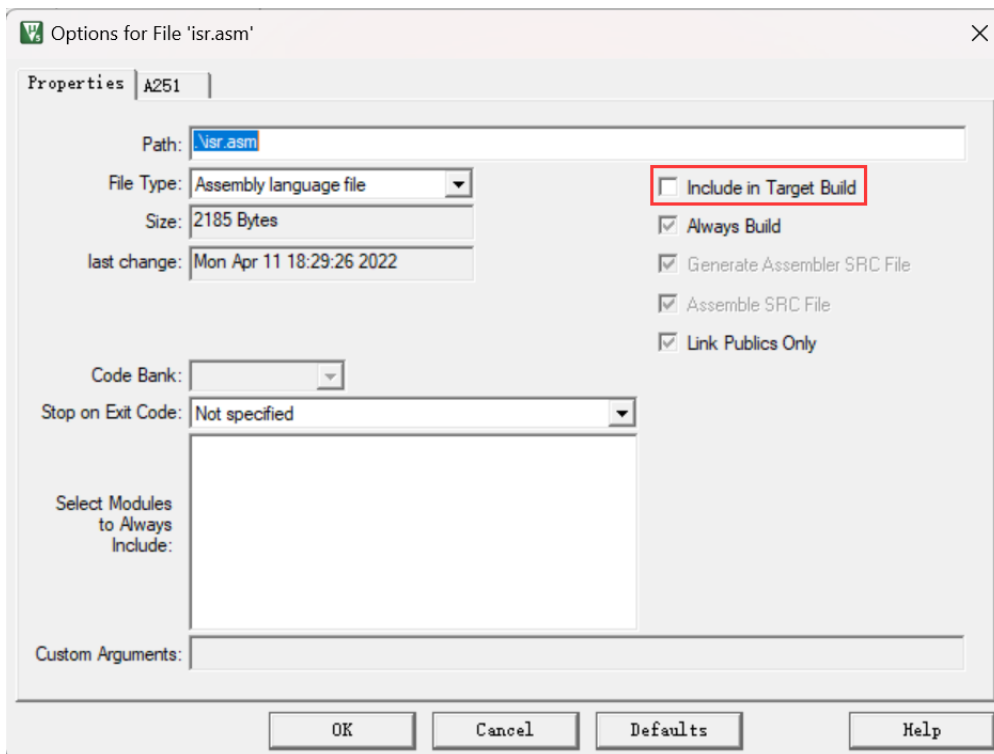 Options for File 'isr.asm'
Properties
A251
Path: .\isr.asm
File Type: Assembly language file
Include in Target Build
Size: 2185 Bytes
Always Build
last change: Mon Apr 11 18:29:26 2022
Generate Assembler SRC File
Assemble SRC File
Link Publics Only
Code Bank:
Stop on Exit Code: Not specified
Select Modules
to Always
Include:
Custom Arguments:
OK
Cancel
Defaults
Help